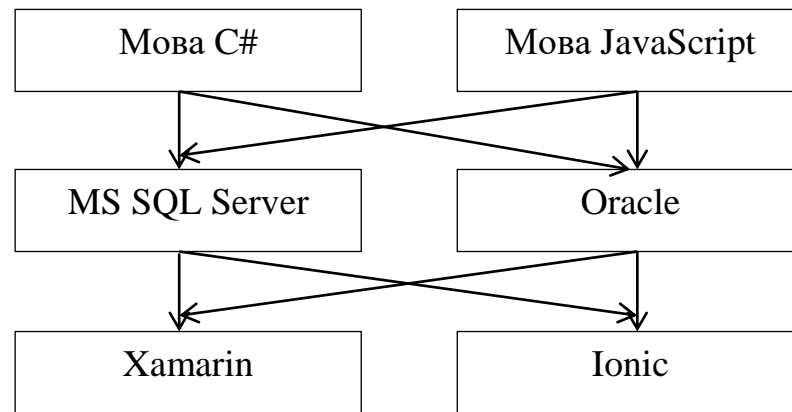 Мова C#
Мова JavaScript
MS SQL Server
Oracle
Xamarin
Ionic